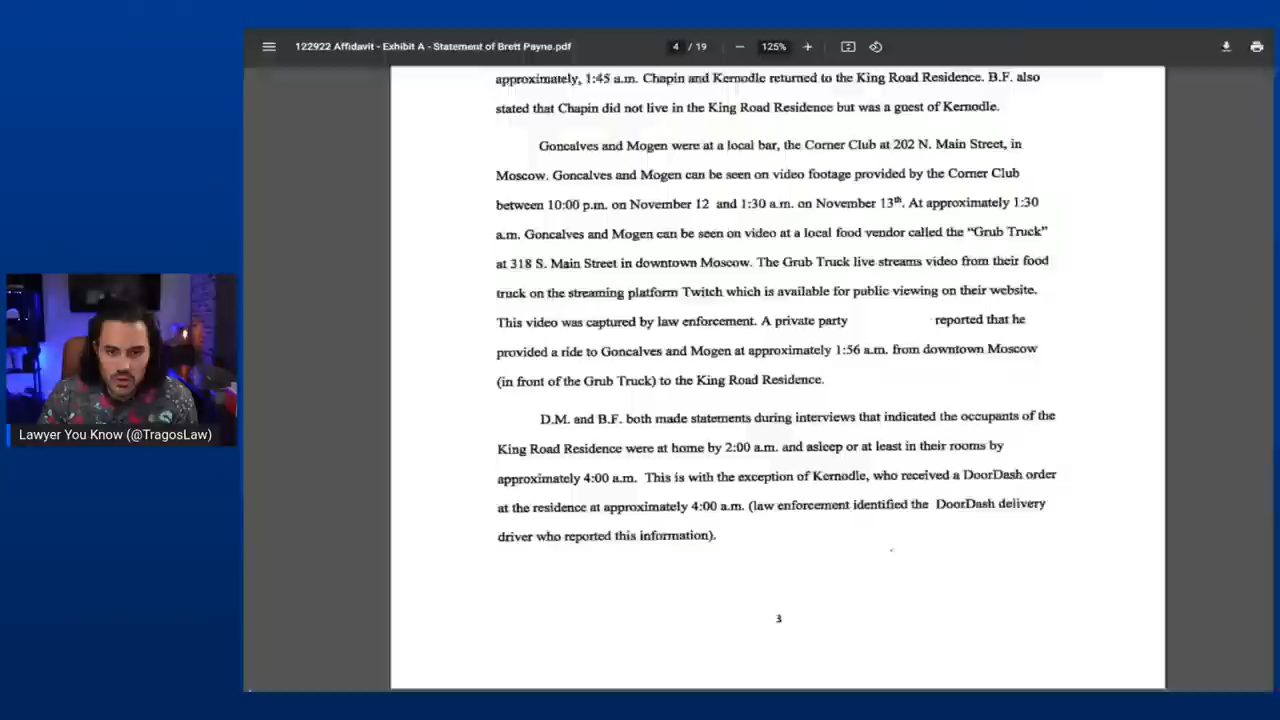 122922 Affidavit - Exhibit A - Statement of Brett Payne.pdf
4 / 19
125%
approximately, 1:45 a.m. Chapin and Kernodle returned to the King Road Residence. B.F. also
stated that Chapin did not live in the King Road Residence but was a guest of Kernodle.
Goncalves and Mogen were at a local bar, the Corner Club at 202 N. Main Street, in
Moscow. Goncalves and Mogen can be seen on video footage provided by the Corner Club
between 10:00 p.m. on November 12 and 1:30 a.m. on November 13th. At approximately 1:30
a.m. Goncalves and Mogen can be seen on video at a local food vendor called the “Grub Truck”
at 318 S. Main Street in downtown Moscow. The Grub Truck live streams video from their food
truck on the streaming platform Twitch which is available for public viewing on their website.
This video was captured by law enforcement. A private party reported that he
provided a ride to Goncalves and Mogen at approximately 1:56 a.m. from downtown Moscow
(in front of the Grub Truck) to the King Road Residence.
D.M. and B.F. both made statements during interviews that indicated the occupants of the
King Road Residence were at home by 2:00 a.m. and asleep or at least in their rooms by
approximately 4:00 a.m. This is with the exception of Kernodle, who received a DoorDash order
at the residence at approximately 4:00 a.m. (law enforcement identified the DoorDash delivery
driver who reported this information).
3
Lawyer You Know (@TragosLaw)